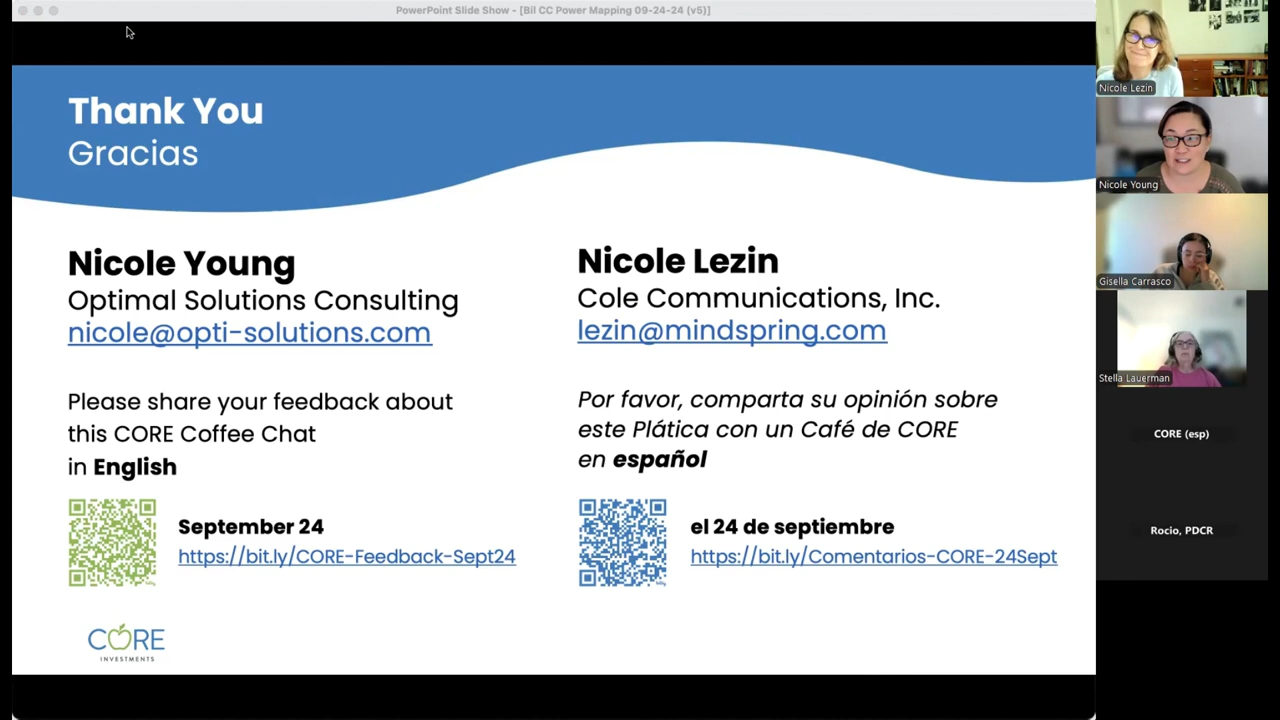 PowerPoint Slide Show - [Bil CC Power Mapping 09-24-24 (v5)]
Thank You
Gracias
Nicole Young
Optimal Solutions Consulting
nicole@opti-solutions.com
Nicole Lezin
Cole Communications, Inc.
lezin@mindspring.com
Please share your feedback about
this CORE Coffee Chat
in English
Por favor, comparta su opinión sobre
este Plática con un Café de CORE
en español
September 24
https://bit.ly/CORE-Feedback-Sept24
el 24 de septiembre
https://bit.ly/Comentarios-CORE-24Sept
CORE
INVESTMENTS
Nicole Lezin
Nicole Young
Gisella Carrasco
Stella Lauerman
CORE (esp)
Rocio, PDCR